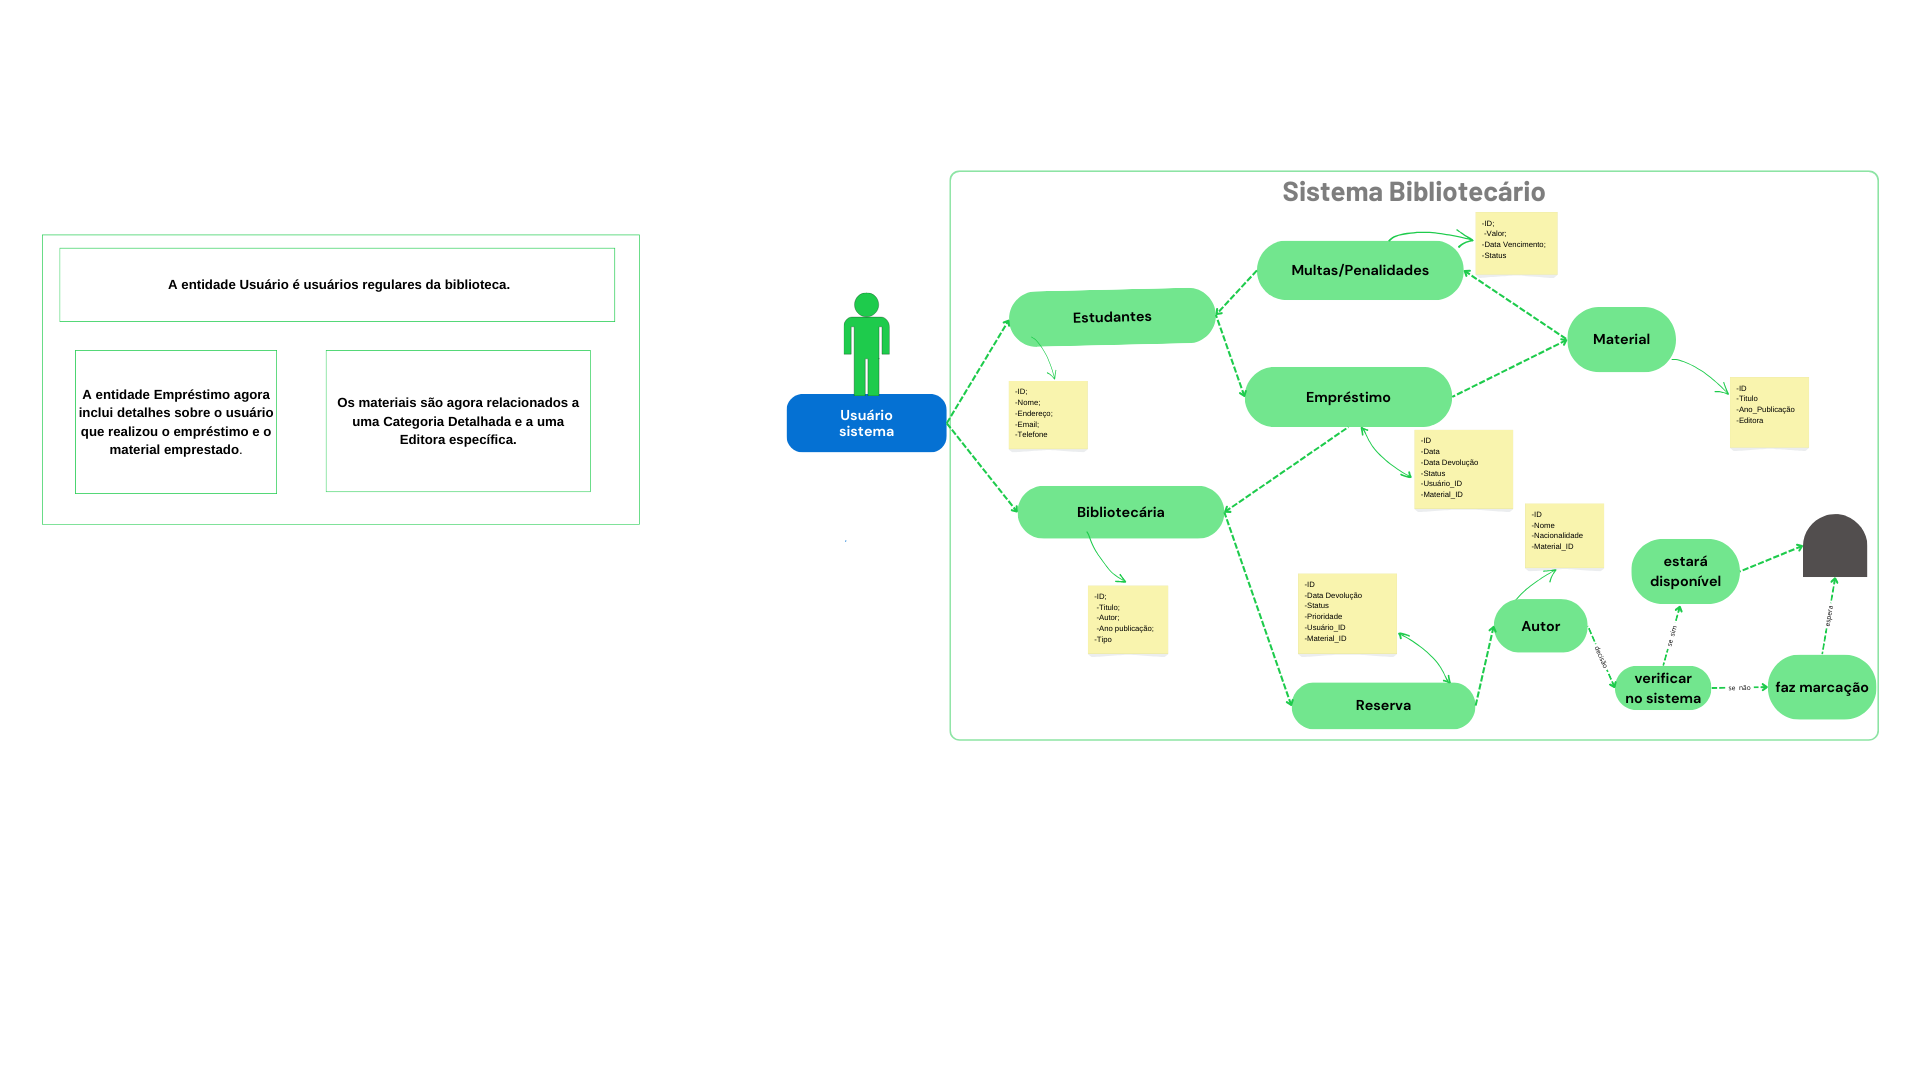 A entidade Usuário é usuários regulares da biblioteca.
A entidade Empréstimo agora
inclui detalhes sobre o usuário
que realizou o empréstimo e o
material emprestado.
Os materiais são agora relacionados a
uma Categoria Detalhada e a uma
Editora específica.
Usuário
sistema
Sistema Bibliotecário
Estudantes
-ID;
-Nome;
-Endereço;
-Email;
-Telefone
Multas/Penalidades
-ID;
-Valor;
-Data Vencimento;
-Status
Empréstimo
-ID
-Data
-Data Devolução
-Status
-Usuário_ID
-Material_ID
Material
-ID
-Titulo
-Ano_Publicação
-Editora
Bibliotecária
-ID;
-Titulo;
-Autor;
-Ano publicação;
-Tipo
Reserva
-ID
-Data Devolução
-Status
-Prioridade
-Usuário_ID
-Material_ID
Autor
-ID
-Nome
-Nacionalidade
-Material_ID
decisão
verificar
no sistema
se sim
estará
disponível
se não
faz marcação
espera